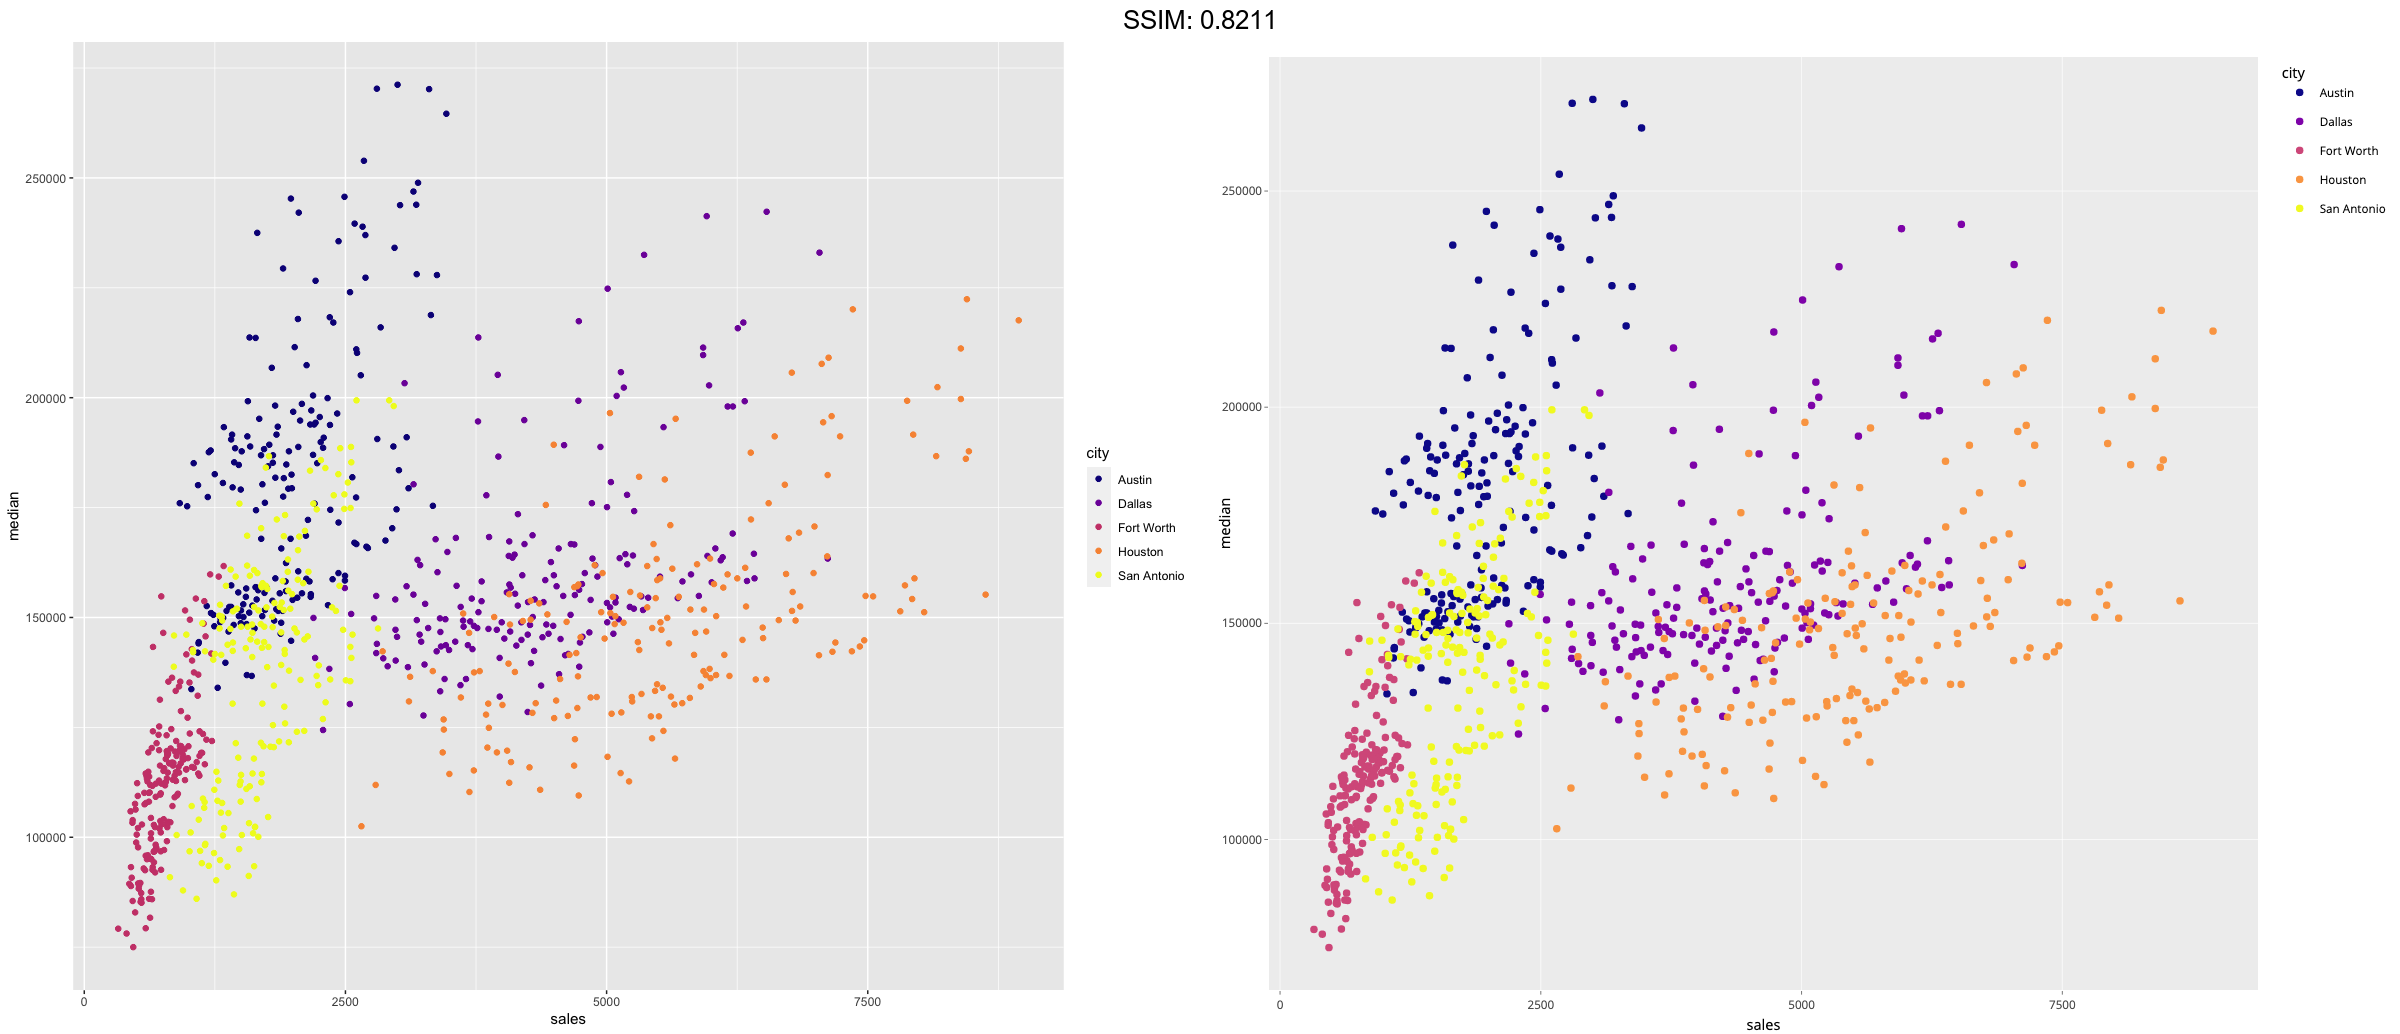 SSIM: 0.8211
median
250000
200000
150000
100000
0 2500 5000 7500
sales
city
Austin
Dallas
Fort Worth
Houston
San Antonio
median
250000
200000
150000
100000
0 2500 5000 7500
sales
city
Austin
Dallas
Fort Worth
Houston
San Antonio